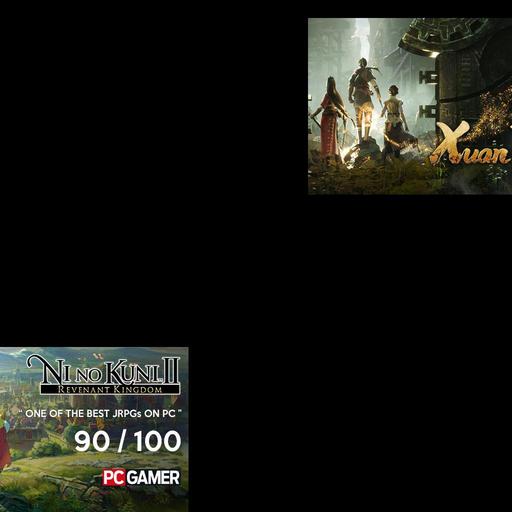 Xuan
NI NO KUNI II
REVENANT KINGDOM
“ ONE OF THE BEST JRPGs ON PC ”
90 / 100
PC GAMER